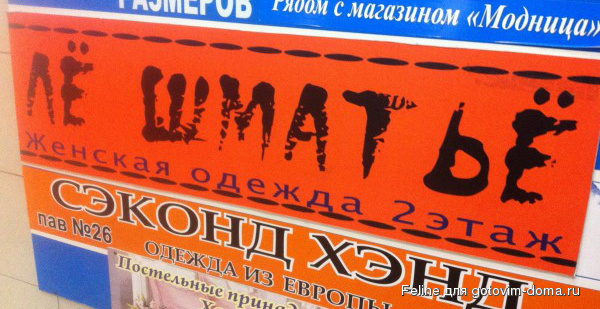 РАЗМЕРОВ
Рядом с магазином «Модница»
ЛЁ ШМАТЬЁ
Женская одежда 2этаж
СЭКОНД ХЭНД
пав №26
ОДЕЖДА ИЗ ЕВРОПЫ
"Постельные
Feline для gotovim-doma.ru